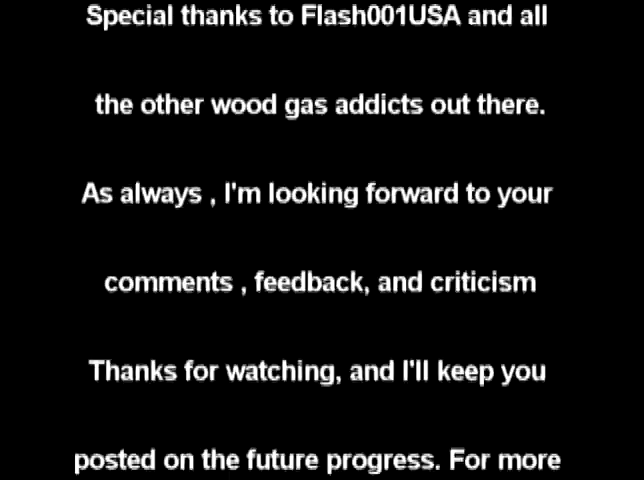 Special thanks to Flash001USA and all
the other wood gas addicts out there.
As always , I'm looking forward to your
comments , feedback, and criticism
Thanks for watching, and I'll keep you
posted on the future progress. For more